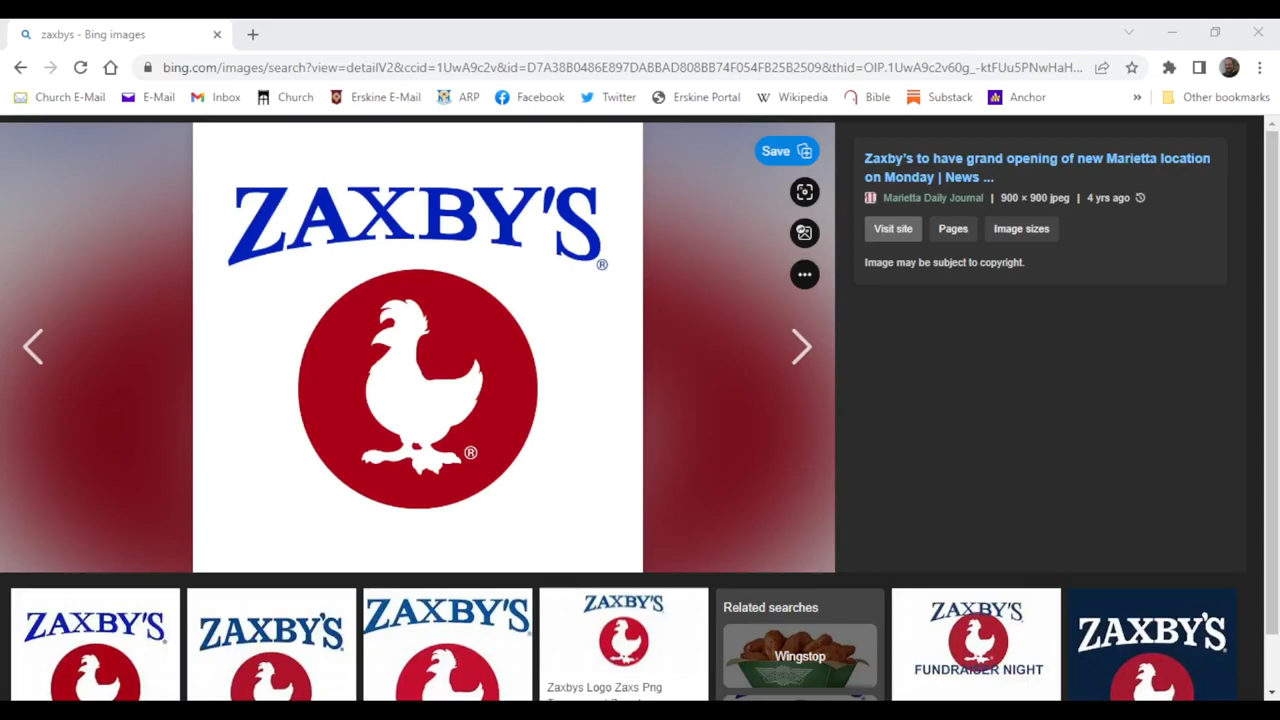 zaxbys - Bing images
bing.com/images/search?view=detailV2&ccid=1UwA9c2v&id=D7A38B0486E897DABBAD808BB74F054FB25B2509&thid=OIP.1UwA9c2v60g_-ktFUu5PNwHaH...
Church E-Mail E-Mail Inbox Church Erskine E-Mail ARP Facebook Twitter Erskine Portal Wikipedia Bible Substack Anchor » Other bookmarks
ZAXBY'S®
®
Save
Zaxby's to have grand opening of new Marietta location
on Monday | News ...
Marietta Daily Journal | 900 × 900 jpeg | 4 yrs ago
Visit site Pages Image sizes
Image may be subject to copyright.
ZAXBY'S
ZAXBY'S
ZAXBY'S
ZAXBY'S
Zaxbys Logo Zaxs Png
Related searches
Wingstop
ZAXBY'S
FUNDRAISER NIGHT
ZAXBY'S